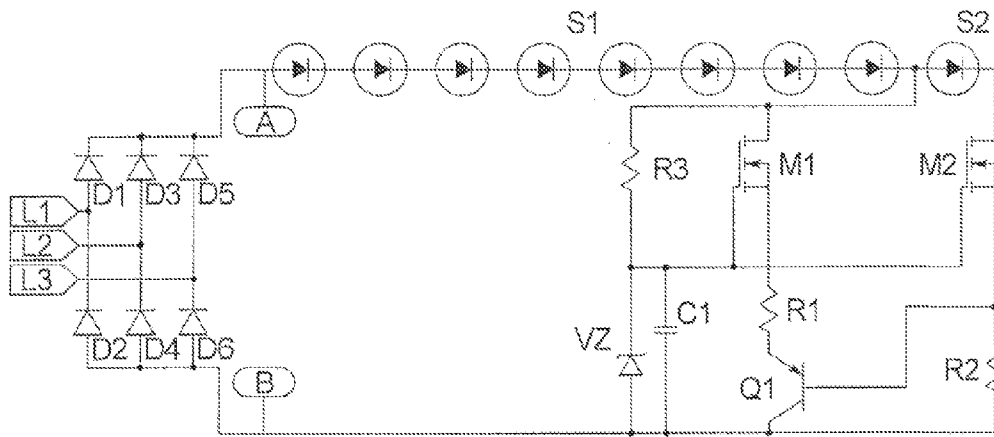 S1 S2
A
D1 D3 D5
R3 M1 M2
L1
L2
L3
R1
C1
VZ
D2 D4 D6
B
Q1
R2